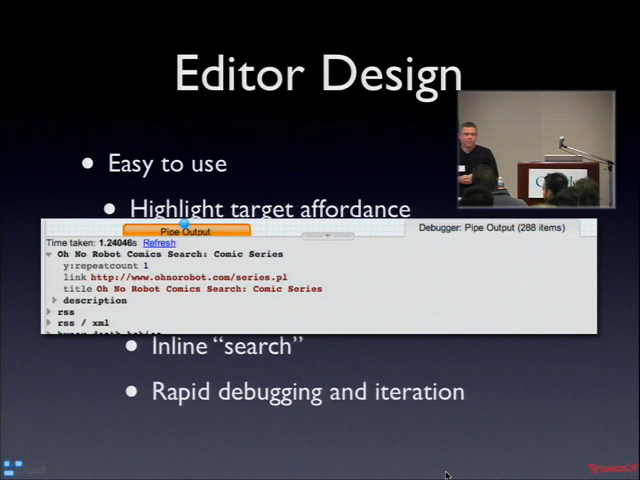 Editor Design
Easy to use
Highlight target affordance
Pipe Output
Debugger: Pipe Output (288 items)
Time taken: 1.24046s Refresh
Oh No Robot Comics Search: Comic Series
y:repeatcount 1
link http://www.ohnorobot.com/series.pl
title Oh No Robot Comics Search: Comic Series
description
rss
rss / xml
Inline “search”
Rapid debugging and iteration
YAHOO!